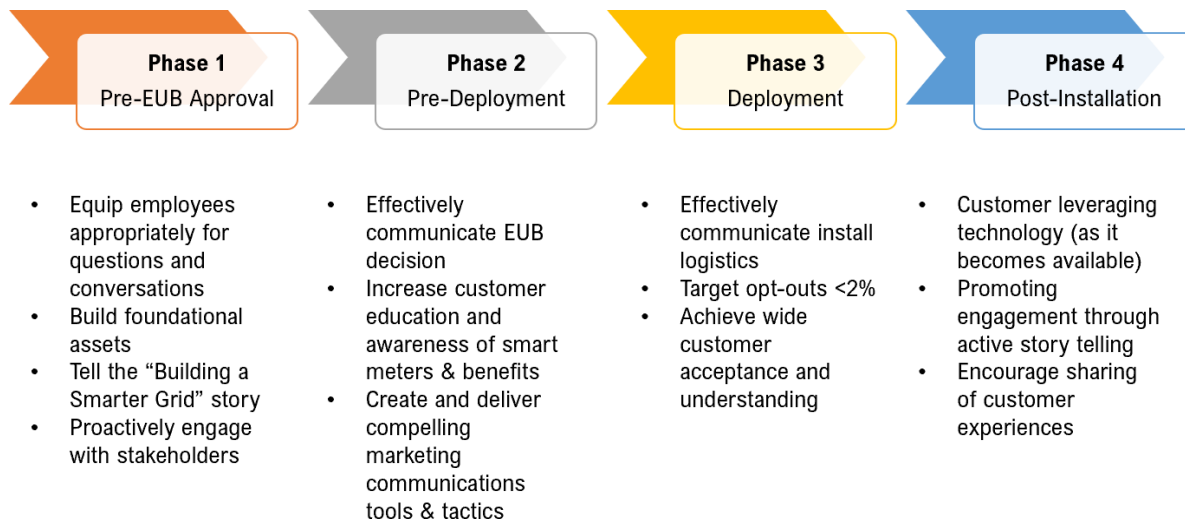 Phase 1
Pre-EUB Approval
Phase 2
Pre-Deployment
Phase 3
Deployment
Phase 4
Post-Installation
• Equip employees
appropriately for
questions and
conversations
• Build foundational
assets
• Tell the “Building a
Smarter Grid” story
• Proactively engage
with stakeholders
• Effectively
communicate EUB
decision
• Increase customer
education and
awareness of smart
meters & benefits
• Create and deliver
compelling
marketing
communications
tools & tactics
• Effectively
communicate install
logistics
• Target opt-outs <2%
• Achieve wide
customer
acceptance and
understanding
• Customer leveraging
technology (as it
becomes available)
• Promoting
engagement through
active story telling
• Encourage sharing
of customer
experiences